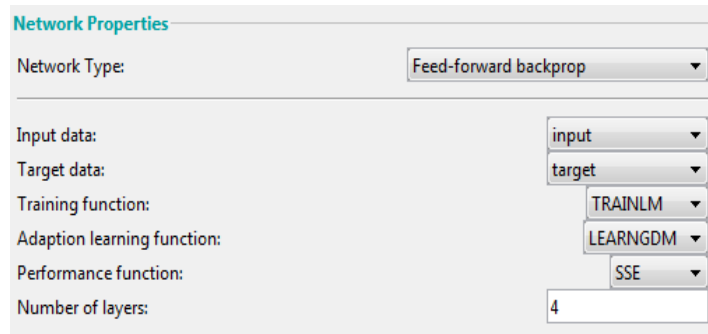 Network Properties
Network Type: Feed-forward backprop
Input data: input
Target data: target
Training function: TRAINLM
Adaption learning function: LEARNGDM
Performance function: SSE
Number of layers: 4